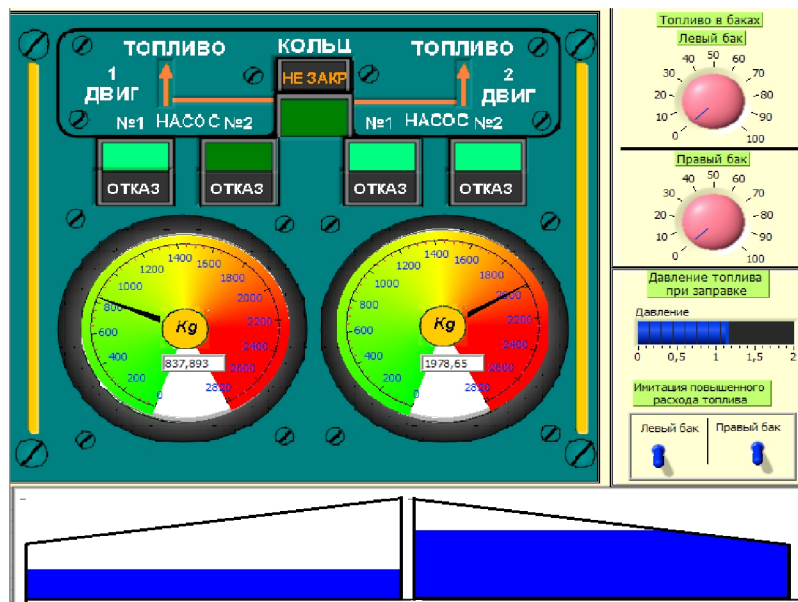 ТОПЛИВО КОЛЬЦ ТОПЛИВО
НЕ ЗАКР
1
ДВИГ
2
ДВИГ
№1 НАСОС №2
№1 НАСОС №2
ОТКАЗ ОТКАЗ ОТКАЗ ОТКАЗ
0 200 400 600 800 1000 1200 1400 1600 2000 2200 2600 2820
Kg
837,893
0 200 400 600 800 1000 1200 1400 1600 2000 2200 2600 2820
Kg
1978,65
Топливо в баках
Левый бак
0 10 20 30 40 50 60 70 80 90 100
Правый бак
0 10 20 30 40 50 60 70 80 90 100
Давление топлива
при заправке
Давление
0 0,5 1 1,5 2
Имитация повышенного
расхода топлива
Левый бак Правый бак